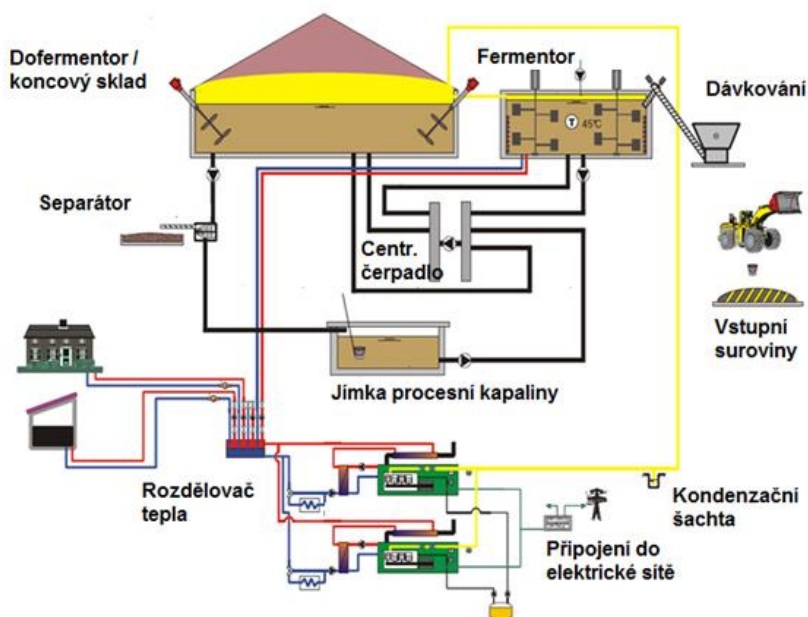 Dofermentor /
koncový sklad
Fermentor
Dávkování
T 45°C
Separátor
Centr.
čerpadlo
Vstupní
suroviny
Jímka procesní kapaliny
Rozdělovač
tepla
Kondenzační
šachta
Připojení do
elektrické sítě